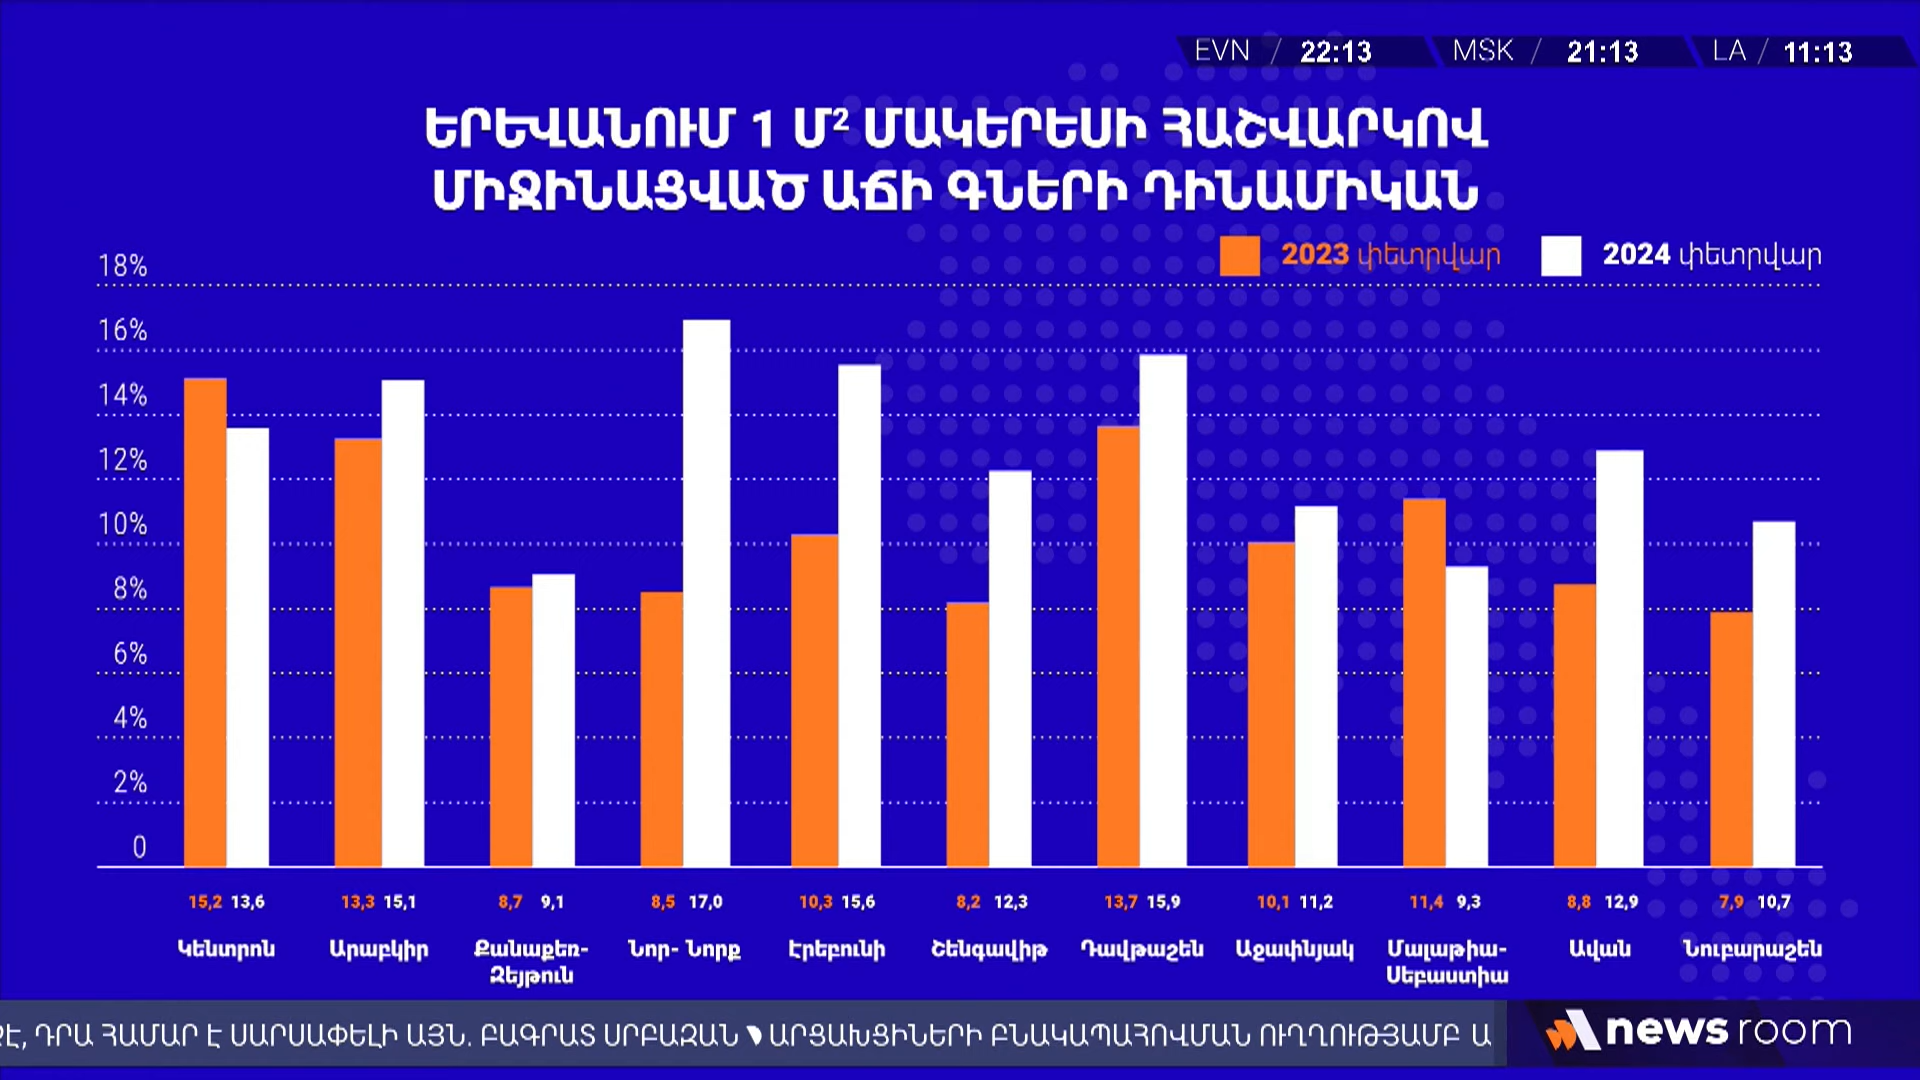 EVN / 22:13 MSK / 21:13 LA / 11:13
ԵՐԵՎԱՆՈՒՄ 1 Մ² ՄԱԿԵՐԵՍԻ ՀԱՇՎԱՐԿՈՎ
ՄԻՋԻՆԱՑՎԱԾ ԱՃԻ ԳՆԵՐԻ ԴԻՆԱՄԻԿԱՆ
2023 փետրվար 2024 փետրվար
18%
16%
14%
12%
10%
8%
6%
4%
2%
0
15,2 13,6 13,3 15,1 8,7 9,1 8,5 17,0 10,3 15,6 8,2 12,3 13,7 15,9 10,1 11,2 11,4 9,3 8,8 12,9 7,9 10,7
Կենտրոն Արաբկիր Քանաքեռ- Նոր- Նորք Էրեբունի Շենգավիթ Դավթաշեն Աջափնյակ Մալաթիա- Ավան Նուբարաշեն
Զեյթուն Սեբաստիա
ՉԷ, ԴՐԱ ՀԱՄԱՐ Է ՍԱՐՍԱՓԵԼԻ ԱՅՆ. ԲԱԳՐԱՏ ՍՐԲԱԶԱՆ ԱՐՑԱԽՑԻՆԵՐԻ ԲՆԱԿԱՊԱՀՈՎՄԱՆ ՈՒՂՂՈՒԹՅԱՄԲ Ա
news room